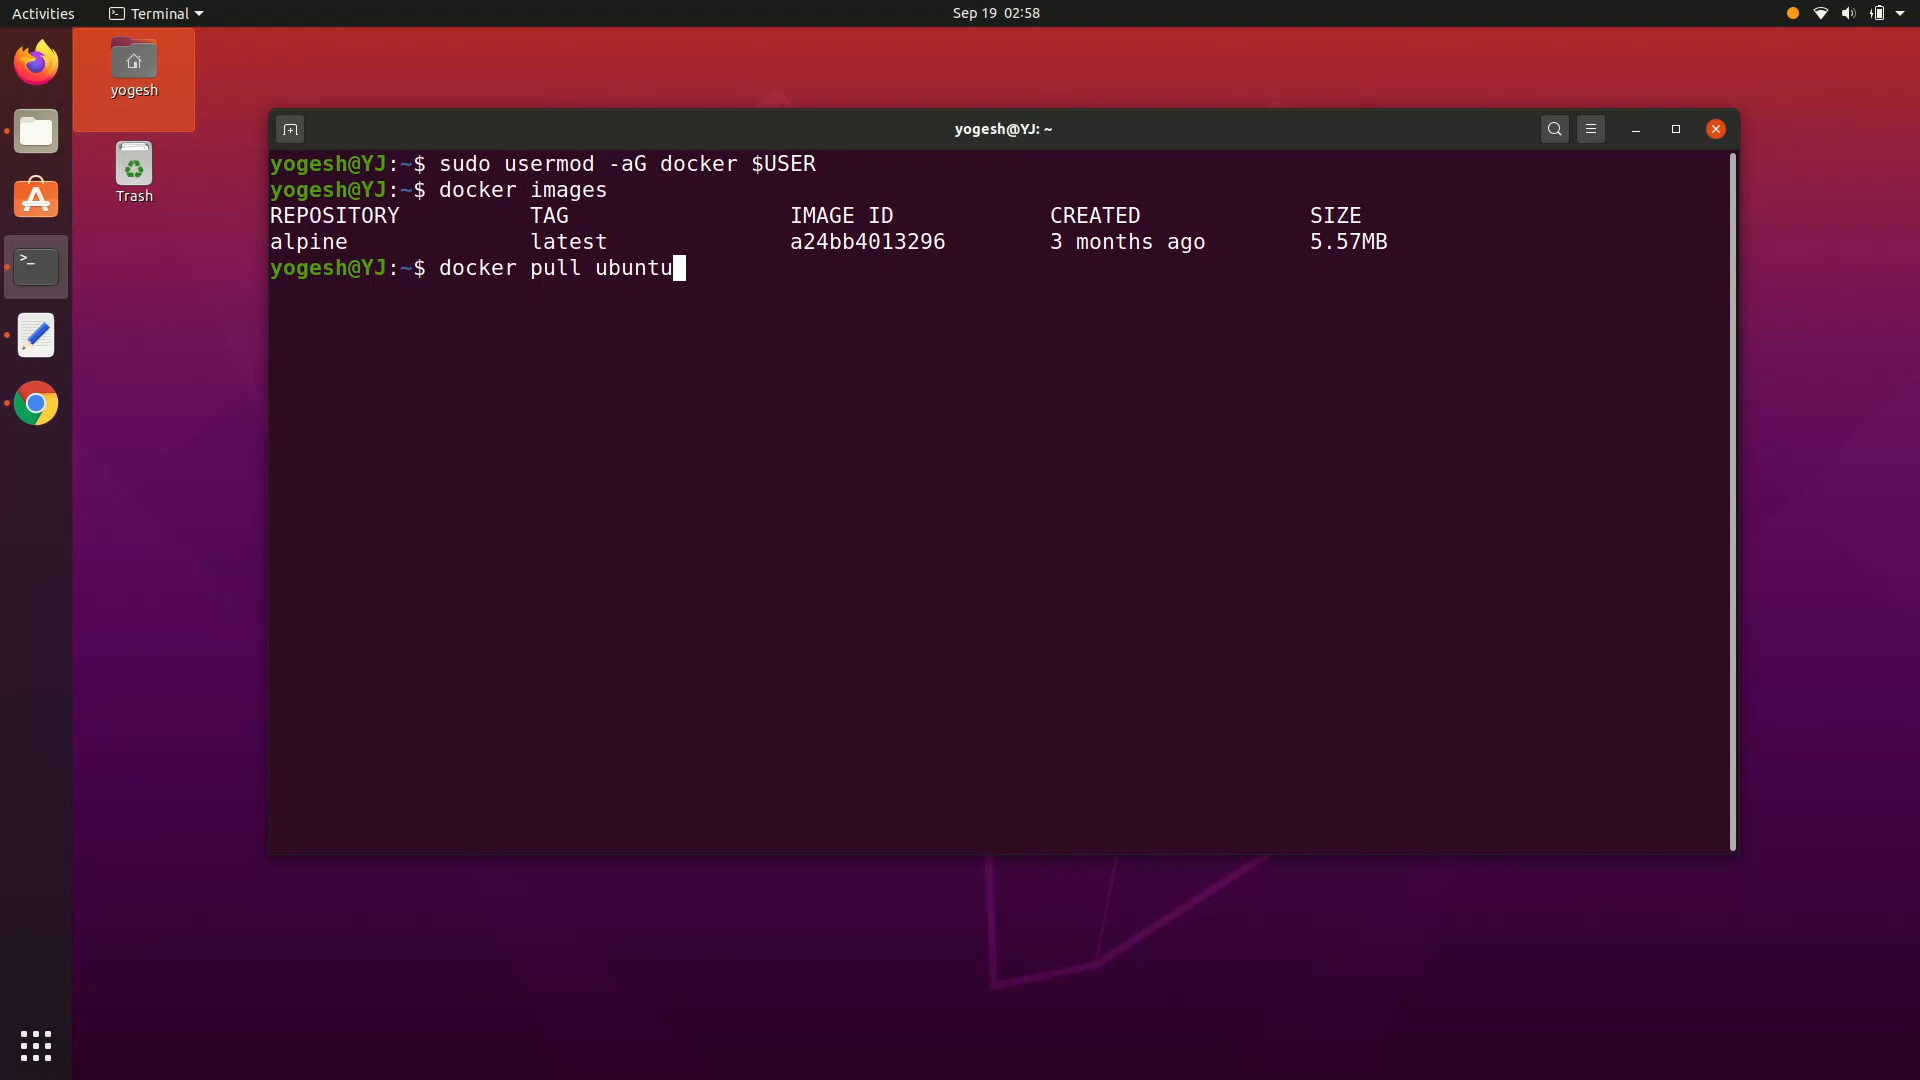 Activities Terminal Sep 19 02:58
yogesh
Trash
yogesh@YJ: ~
yogesh@YJ:~$ sudo usermod -aG docker $USER
yogesh@YJ:~$ docker images
REPOSITORY TAG IMAGE ID CREATED SIZE
alpine latest a24bb4013296 3 months ago 5.57MB
yogesh@YJ:~$ docker pull ubuntu